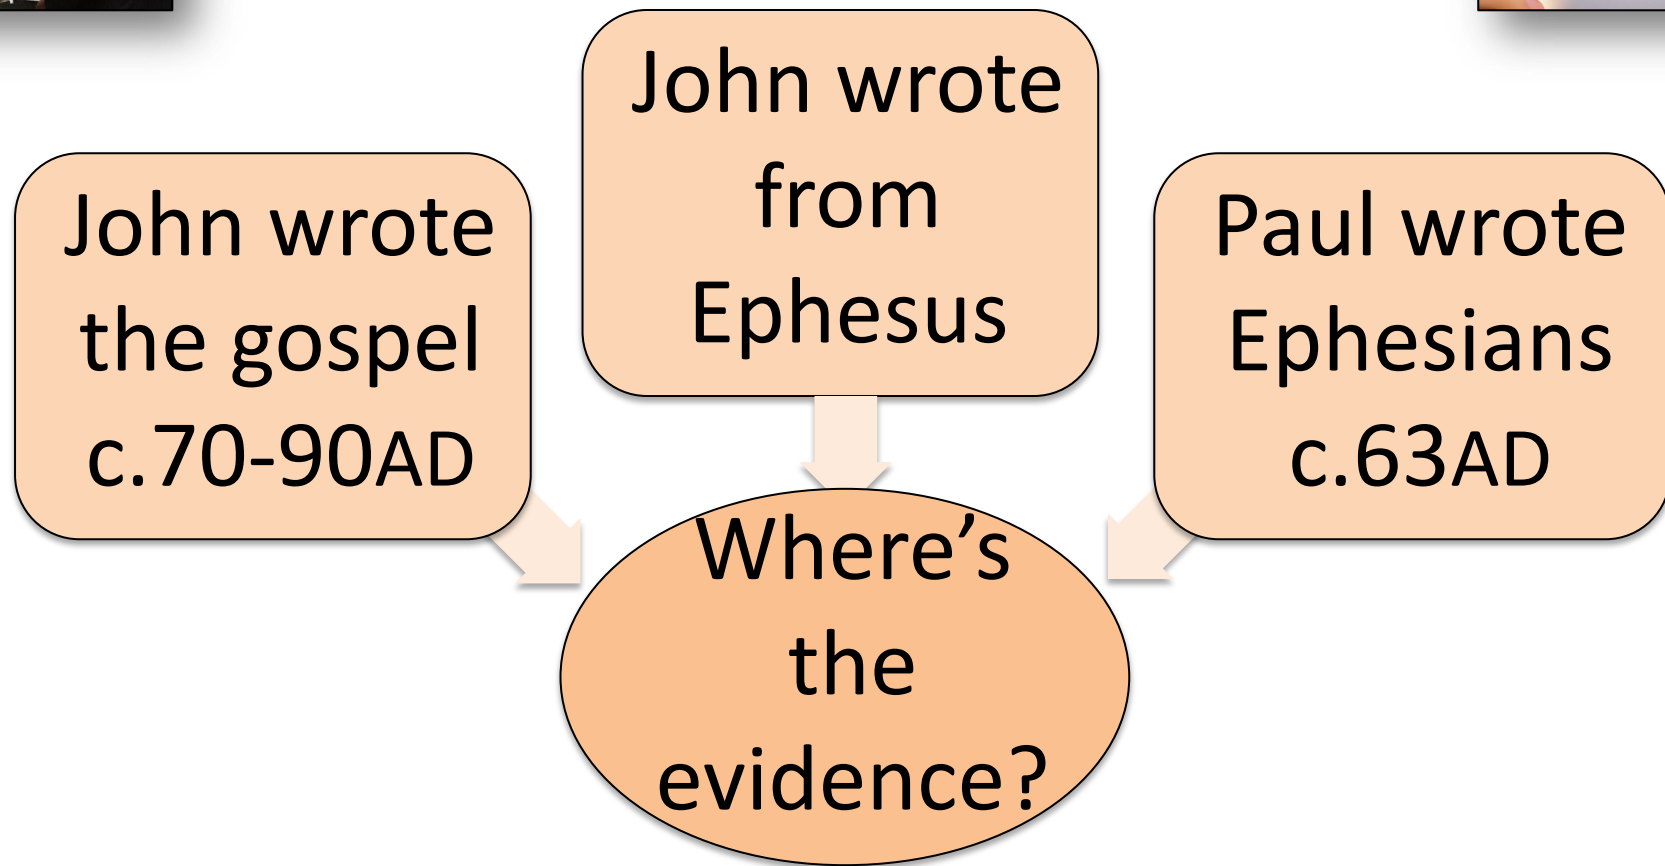 John wrote
the gospel
c.70-90AD
John wrote
from
Ephesus
Paul wrote
Ephesians
c.63AD
Where’s
the
evidence?